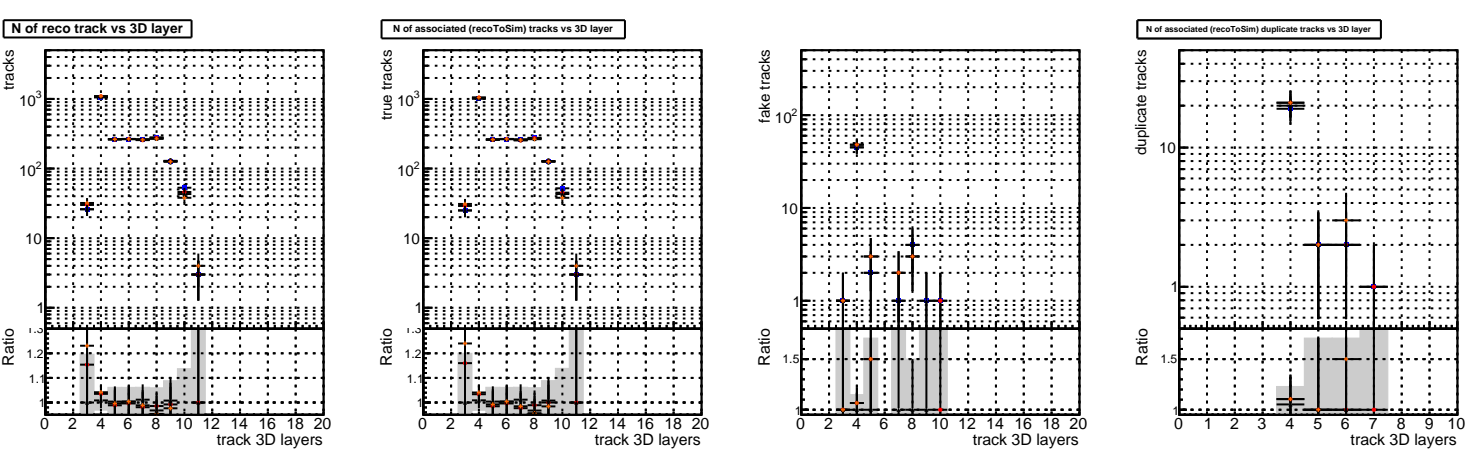 N of reco track vs 3D layer
tracks
10³
10²
10
1
Ratio
1.3
1.2
1.1
1
0 2 4 6 8 10 12 14 16 18 20
track 3D layers
N of associated (recoToSim) tracks vs 3D layer
true tracks
10³
10²
10
1
Ratio
1.3
1.2
1.1
1
0 2 4 6 8 10 12 14 16 18 20
track 3D layers
fake tracks
10²
10
1
Ratio
1.5
1
0 2 4 6 8 10 12 14 16 18 20
track 3D layers
N of associated (recoToSim) duplicate tracks vs 3D layer
duplicate tracks
10
1
Ratio
1.5
1
0 1 2 3 4 5 6 7 8 9 10
track 3D layers